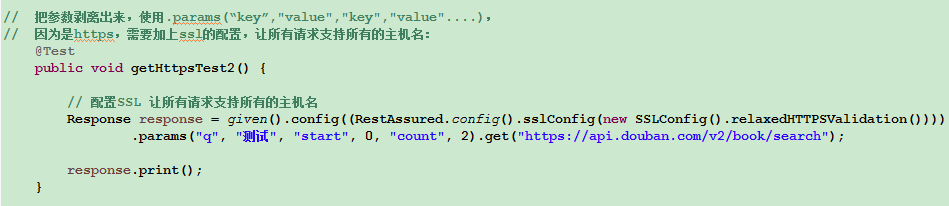 //  把参数剥离出来，使用.params(“key”,"value","key","value"....)，
//  因为是https，需要加上ssl的配置，让所有请求支持所有的主机名：
@Test
public void getHttpsTest2() {
// 配置SSL 让所有请求支持所有的主机名
Response response = given().config((RestAssured.config().sslConfig(new SSLConfig().relaxedHTTPSValidation())))
.params("q", "测试", "start", 0, "count", 2).get("https://api.douban.com/v2/book/search");
response.print();
}